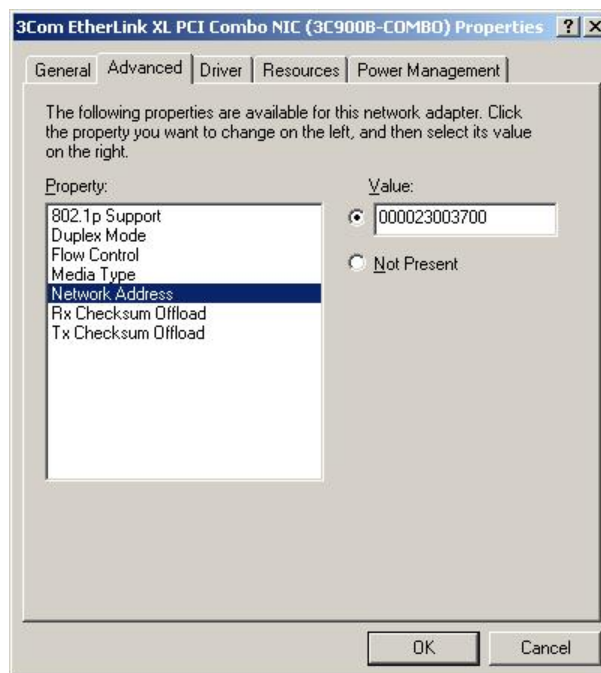 3Com EtherLink XL PCI Combo NIC (3C900B-COMBO) Properties
General Advanced Driver Resources Power Management
The following properties are available for this network adapter. Click
the property you want to change on the left, and then select its value
on the right.
Property:
802.1p Support
Duplex Mode
Flow Control
Media Type
Network Address
Rx Checksum Offload
Tx Checksum Offload
Value:
000023003700
Not Present
OK Cancel